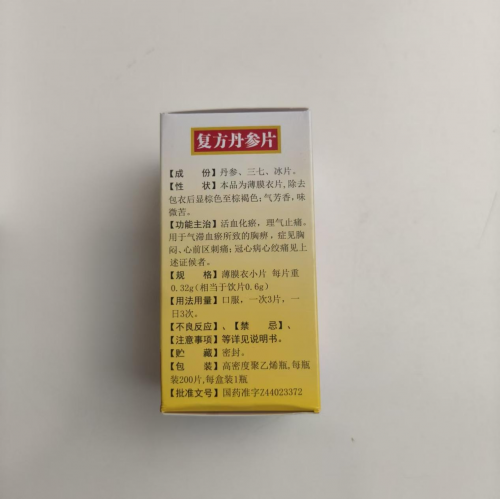 复方丹参片
【成 份】丹参、三七、冰片。
【性 状】本品为薄膜衣片,除去
包衣后显棕色至棕褐色;气芳香,味
微苦。
【功能主治】活血化瘀,理气止痛。
用于气滞血瘀所致的胸痹,症见胸
闷、心前区刺痛;冠心病心绞痛见上
述证候者。
【规 格】薄膜衣小片 每片重
0.32g(相当于饮片0.6g)
【用法用量】口服,一次3片,一
日3次。
【不良反应】、【禁 忌】、
【注意事项】等详见说明书。
【贮 藏】密封。
【包 装】高密度聚乙烯瓶,每瓶
装200片,每盒装1瓶
【批准文号】国药准字Z44023372